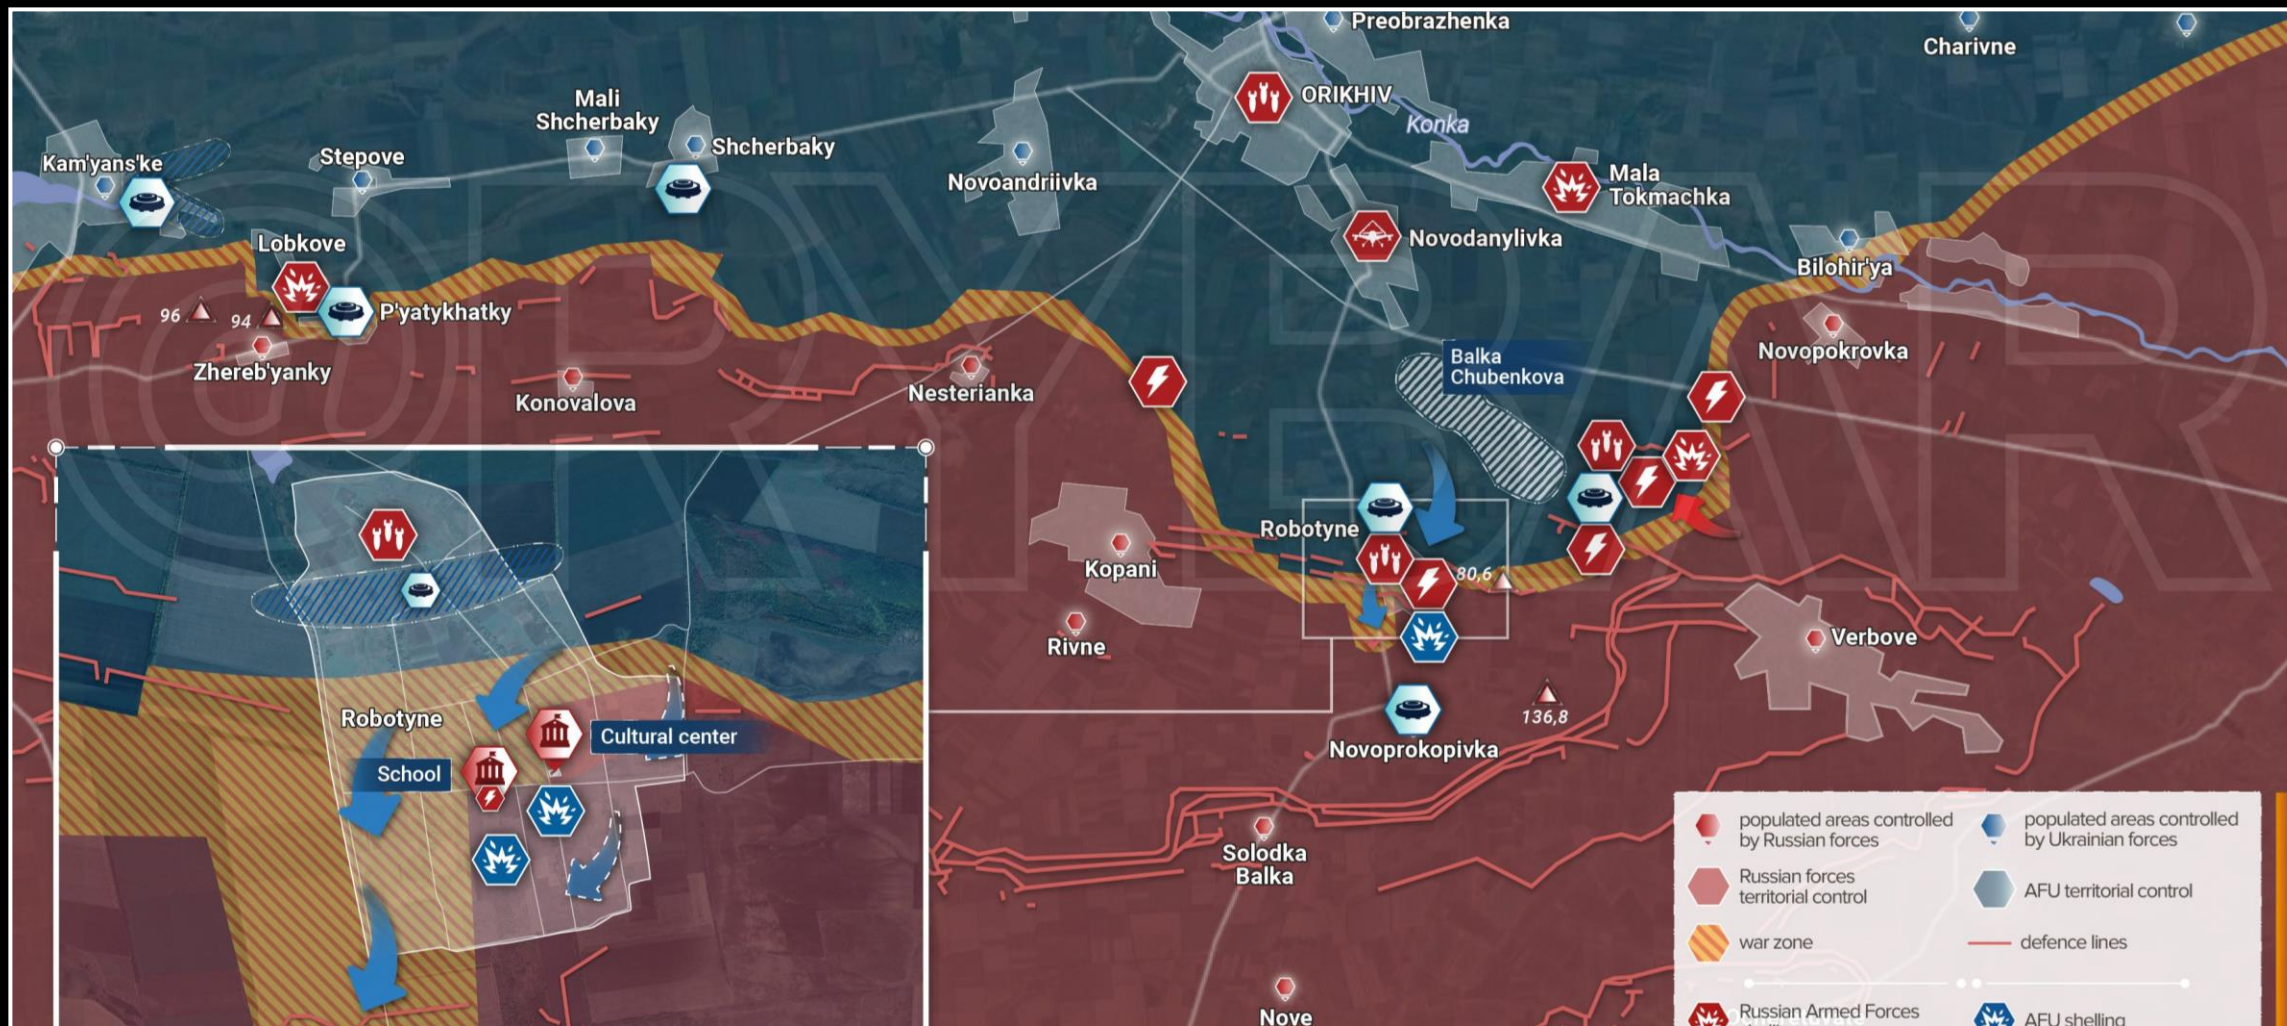 Preobrazhenka
Charivne
Mali
Shcherbaky
ORIKHIV
Konka
Kam'yans'ke
Stepove
Shcherbaky
Novoandriivka
Mala
Tokmachka
Lobkove
Novodanylivka
Bilohir'ya
96
94
P'yatykhatky
Zhereb'yanky
Konovalova
Nesterianka
Balka
Chubenkova
Novopokrovka
@RYBAR
Robotyne
Kopani
80,6
Rivne
Verbove
136,8
Novoprokopivka
Robotyne
Cultural center
School
Solodka
Balka
Nove
populated areas controlled
by Russian forces
populated areas controlled
by Ukrainian forces
Russian forces
territorial control
AFU territorial control
war zone
defence lines
Russian Armed Forces
AFU shelling